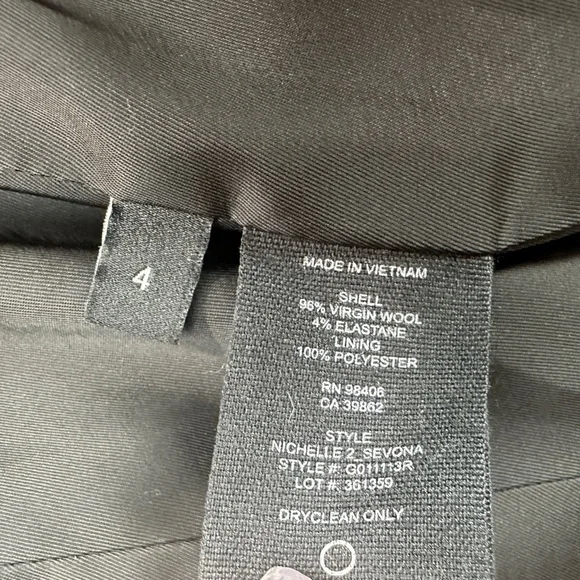 4
MADE IN VIETNAM
SHELL
96% VIRGIN WOOL
4% ELASTANE
LINING
100% POLYESTER
RN 98406
CA 39862
STYLE
NICHELLE 2_SEVONA
STYLE #: G011113R
LOT #: 361359
DRYCLEAN ONLY